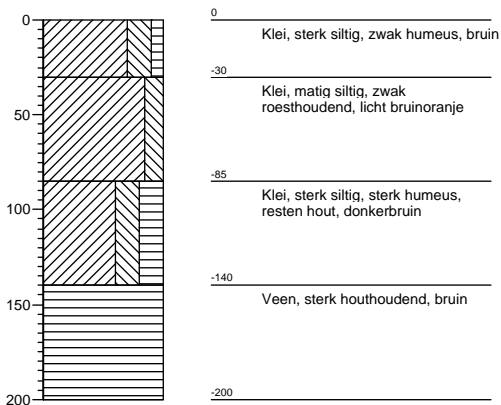 0
0
Klei, sterk siltig, zwak humeus, bruin
-30
Klei, matig siltig, zwak
roesthoudend, licht bruinoranje
50
-85
Klei, sterk siltig, sterk humeus,
resten hout, donkerbruin
100
-140
Veen, sterk houthoudend, bruin
150
-200
200